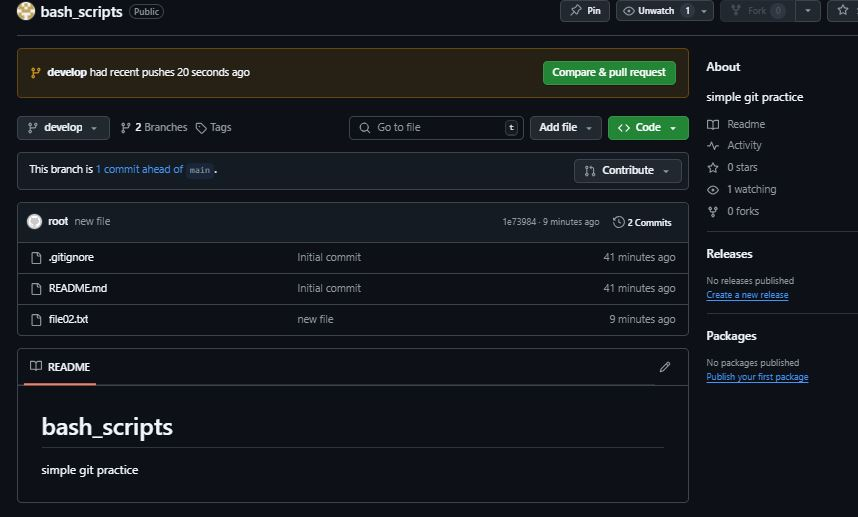 bash_scripts Public Pin Unwatch 1 Fork 0
develop had recent pushes 20 seconds ago Compare & pull request
develop 2 Branches Tags Go to file t Add file Code
This branch is 1 commit ahead of main .
Contribute
root new file 1e73984 · 9 minutes ago 2 Commits
.gitignore Initial commit 41 minutes ago
README.md Initial commit 41 minutes ago
file02.txt new file 9 minutes ago
README
bash_scripts
simple git practice
About
simple git practice
Readme
Activity
0 stars
1 watching
0 forks
Releases
No releases published
Create a new release
Packages
No packages published
Publish your first package